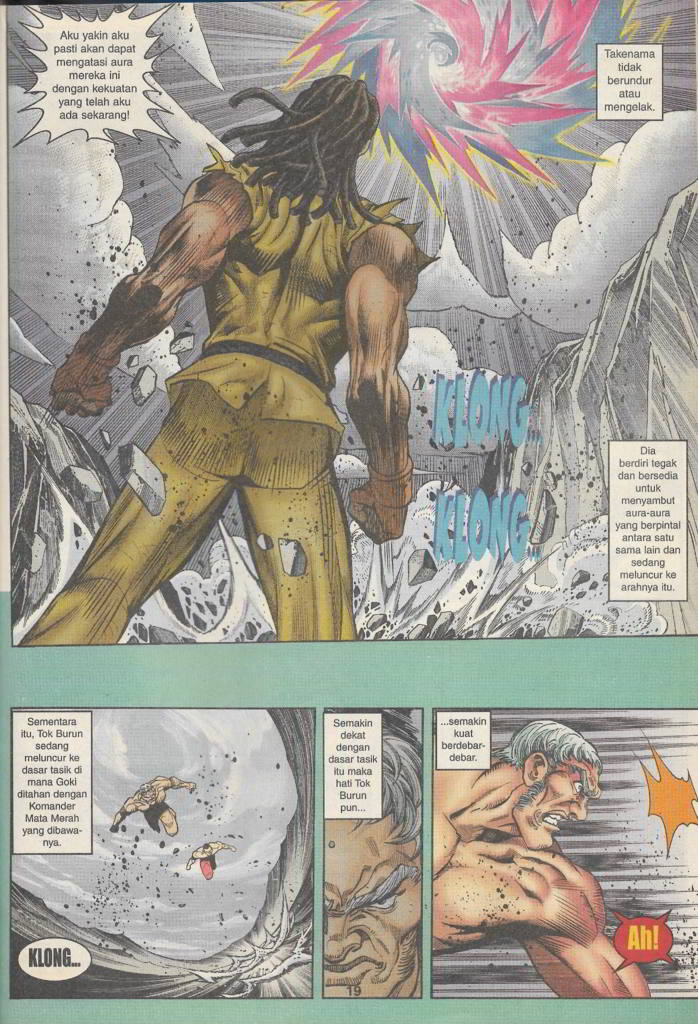 Aku yakin aku
pasti akan dapat
mengatasi aura
mereka ini
dengan kekuatan
yang telah aku
ada sekarang!
Takenama
tidak
berundur
atau
mengelak.
KLONG...
KLONG...
Dia
berdiri tegak
dan bersedia
untuk
menyambut
aura-aura
yang berpintal
antara satu
sama lain dan
sedang
meluncur ke
arahnya itu.
Sementara
itu, Tok Burun
sedang
meluncur ke
dasar tasik di
mana Goki
ditahan dengan
Komander
Mata Merah
yang dibawa-
nya.
KLONG...
Semakin
dekat
dengan
dasar tasik
itu maka
hati Tok
Burun
pun...
...semakin
kuat
berdebar-
debar.
Ah!
19